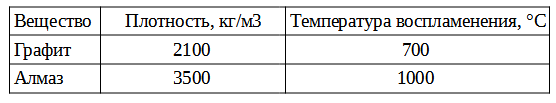 Вещество Плотность, кг/м3 Температура воспламенения, °С
Графит 2100 700
Алмаз 3500 1000